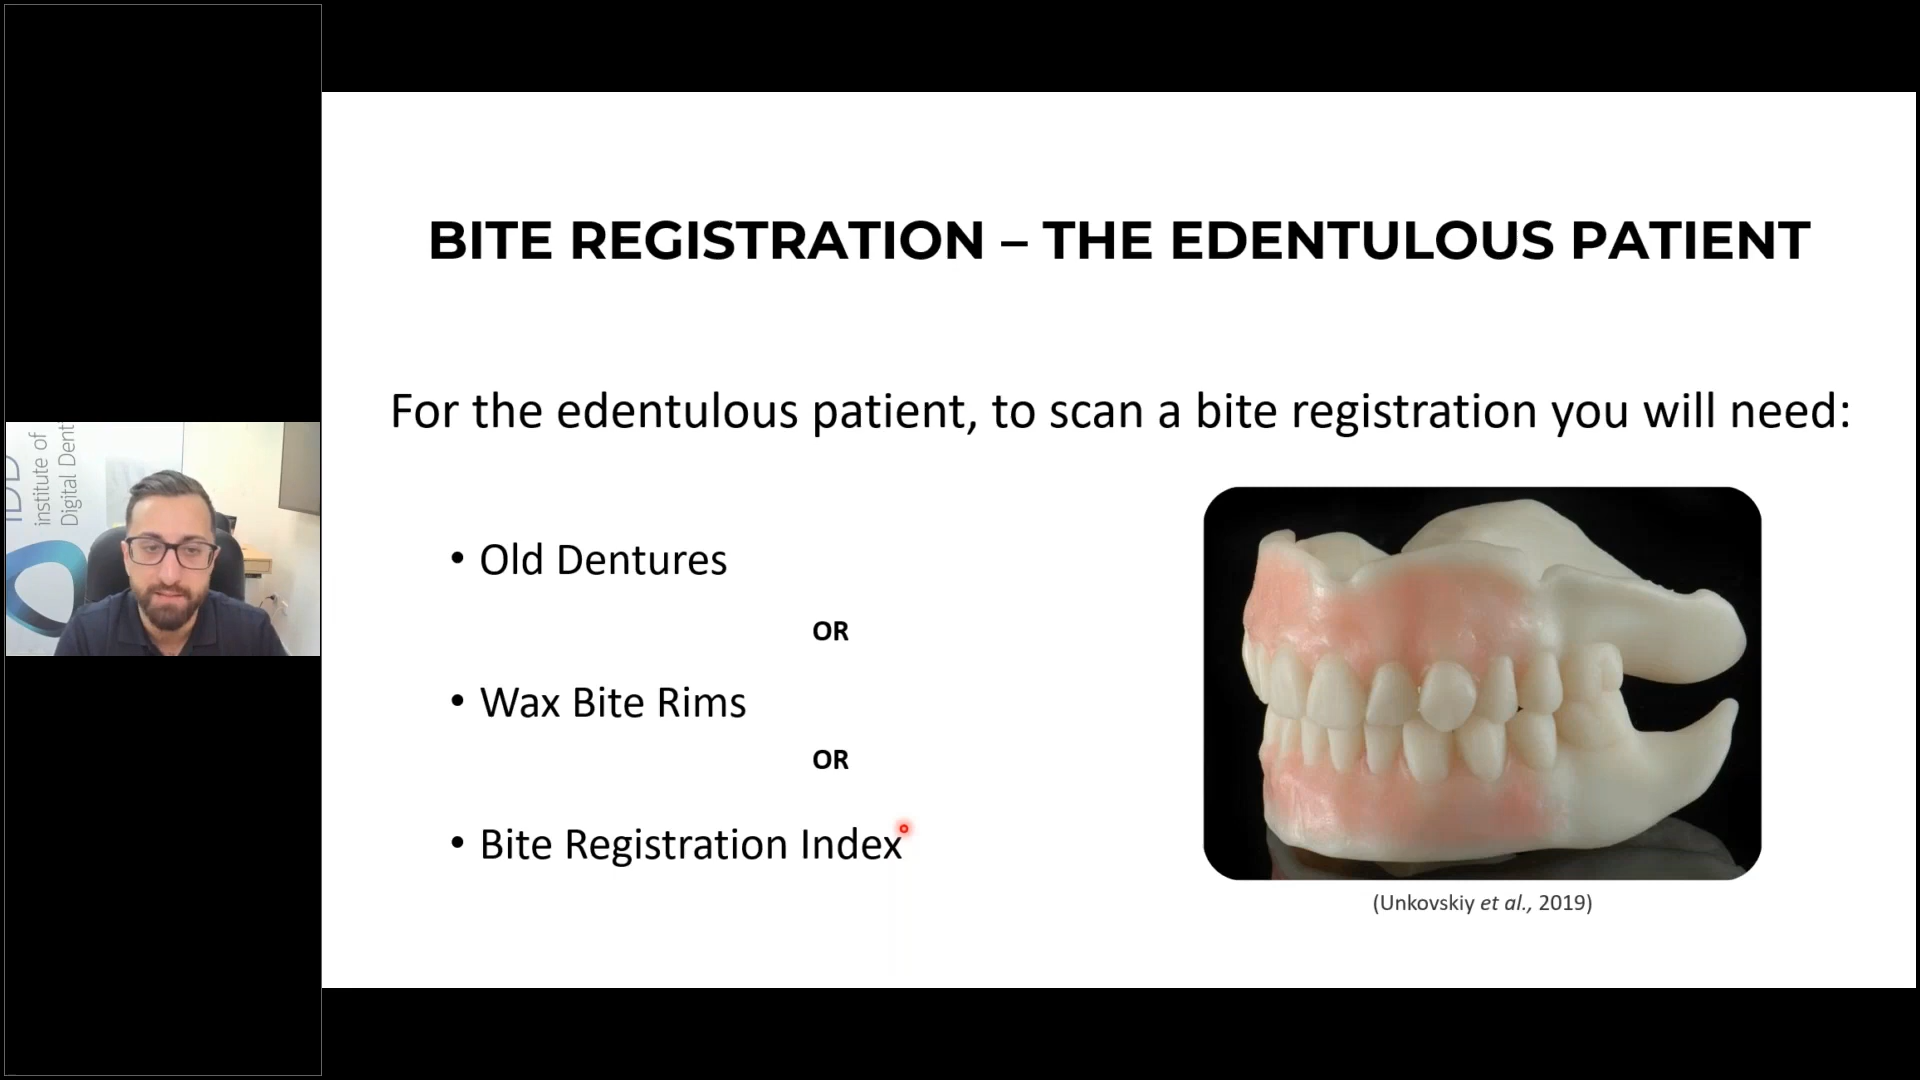 BITE REGISTRATION – THE EDENTULOUS PATIENT
For the edentulous patient, to scan a bite registration you will need:
• Old Dentures
OR
• Wax Bite Rims
OR
• Bite Registration Index
(Unkovskiy et al., 2019)
institute of
Digital Dent